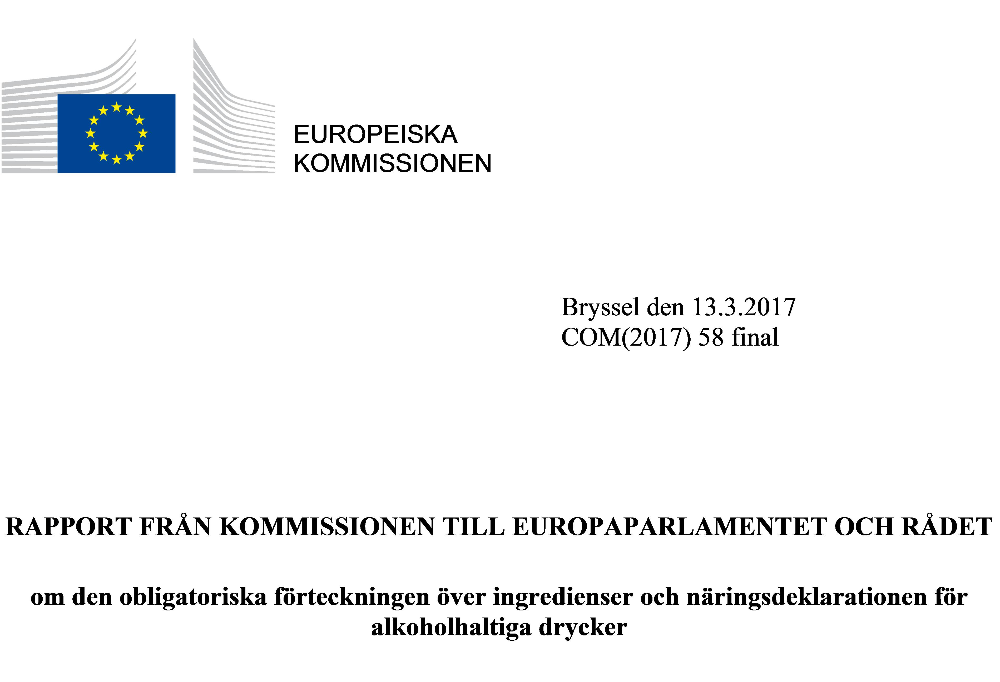 EUROPEISKA
KOMMISSIONEN
Bryssel den 13.3.2017
COM(2017) 58 final
RAPPORT FRÅN KOMMISSIONEN TILL EUROPAPARLAMENTET OCH RÅDET
om den obligatoriska förteckningen över ingredienser och näringsdeklarationen för
alkoholhaltiga drycker